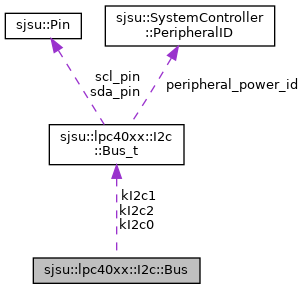 sjsu::Pin
sjsu::SystemController
::PeripheralID
scl_pin
sda_pin
peripheral_power_id
sjsu::lpc40xx::I2c
::Bus_t
kI2c1
kI2c2
kI2c0
sjsu::lpc40xx::I2c::Bus